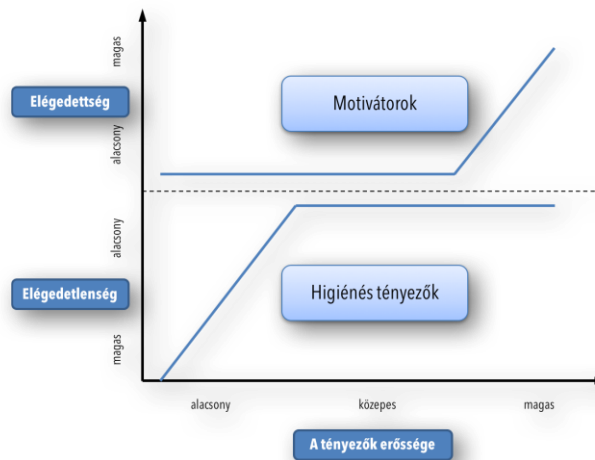 magas
Elégedettség
Motivátorok
alacsony
alacsony
Elégedetlenség
Higiénés tényezők
magas
alacsony
közepes
magas
A tényezők erőssége